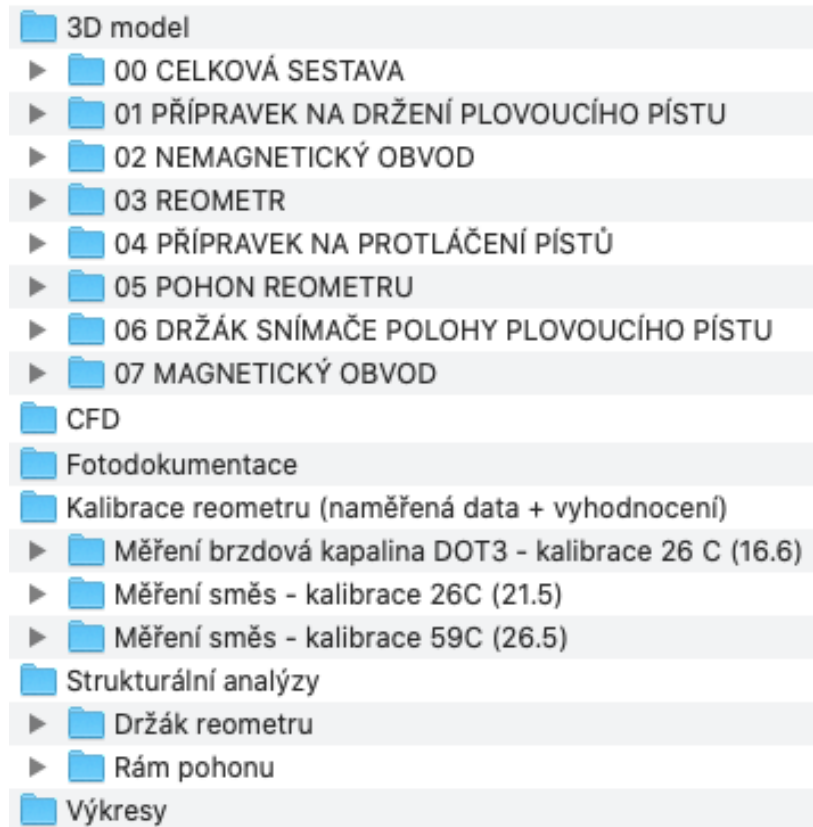 3D model
00 CELKOVÁ SESTAVA
01 PŘÍPRAVEK NA DRŽENÍ PLOVOUCÍHO PÍSTU
02 NEMAGNETICKÝ OBVOD
03 REOMETR
04 PŘÍPRAVEK NA PROTLÁČENÍ PÍSTŮ
05 POHON REOMETRU
06 DRŽÁK SNÍMAČE POLOHY PLOVOUCÍHO PÍSTU
07 MAGNETICKÝ OBVOD
CFD
Fotodokumentace
Kalibrace reometru (naměřená data + vyhodnocení)
Měření brzdová kapalina DOT3 - kalibrace 26 C (16.6)
Měření směs - kalibrace 26C (21.5)
Měření směs - kalibrace 59C (26.5)
Strukturální analýzy
Držák reometru
Rám pohonu
Výkresy